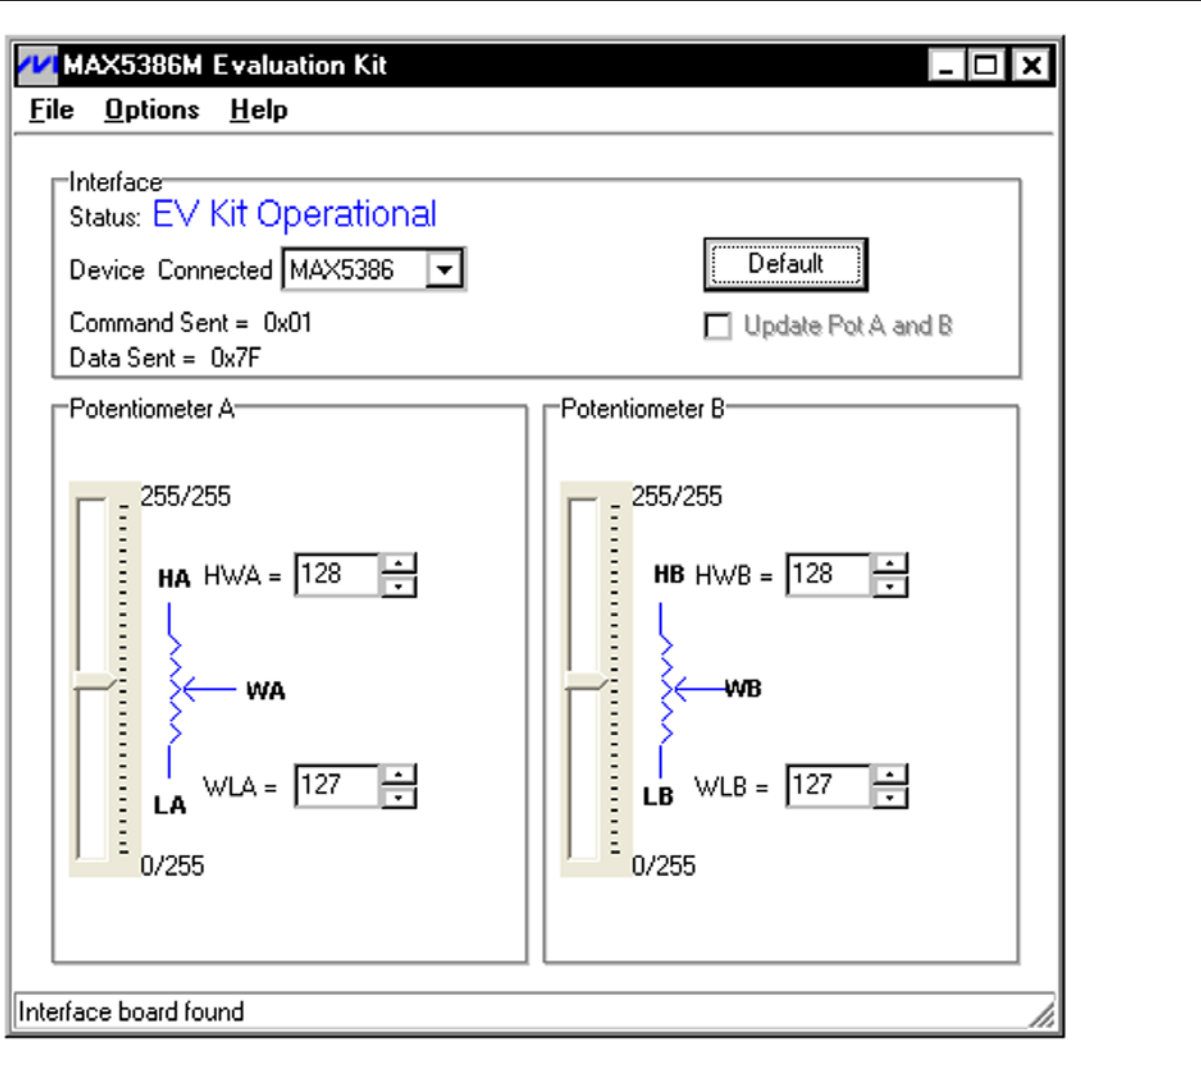 MAX5386M Evaluation Kit
File Options Help
Interface
Status: EV Kit Operational
Device Connected MAX5386
Default
Command Sent = 0x01
Update Pot A and B
Data Sent = 0x7F
Potentiometer A
255/255
HA HWA = 128
WA
WLA = 127
LA
0/255
Potentiometer B
255/255
HB HWB = 128
WB
LB WLB = 127
0/255
Interface board found